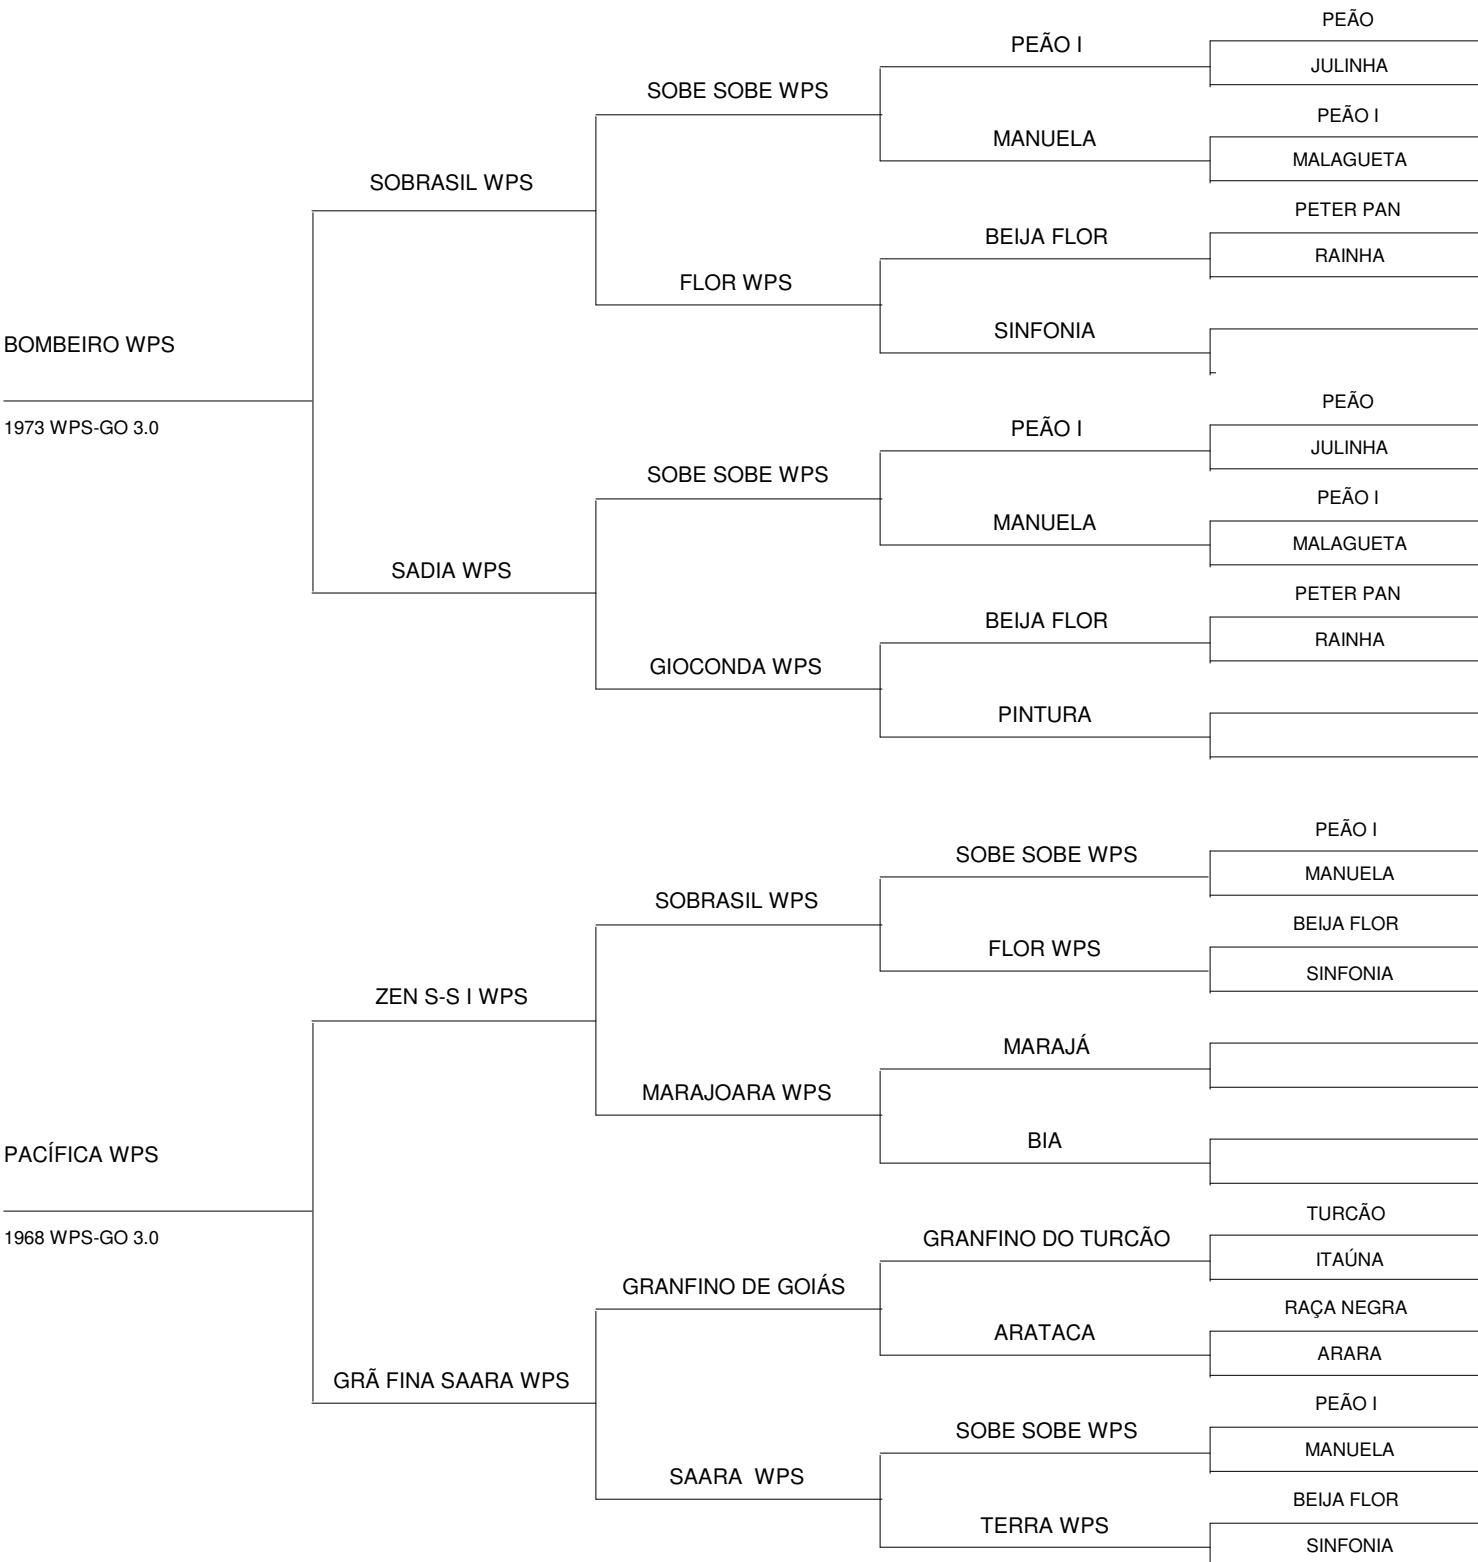 PEÃO
PEÃO I
JULINHA
SOBE SOBE WPS
PEÃO I
MANUELA
MALAGUETA
SOBRASIL WPS
PETER PAN
BEIJA FLOR
RAINHA
FLOR WPS
SINFONIA
BOMBEIRO WPS
PEÃO
1973 WPS-GO 3.0
PEÃO I
JULINHA
SOBE SOBE WPS
PEÃO I
MANUELA
MALAGUETA
SADIA WPS
PETER PAN
BEIJA FLOR
RAINHA
GIOCONDA WPS
PINTURA
PEÃO I
SOBE SOBE WPS
MANUELA
SOBRASIL WPS
BEIJA FLOR
FLOR WPS
SINFONIA
ZEN S-S I WPS
MARAJÁ
MARAJOARA WPS
BIA
PACÍFICA WPS
TURCÃO
1968 WPS-GO 3.0
GRANFINO DO TURCÃO
ITAÚNA
GRANFINO DE GOIÁS
RAÇA NEGRA
ARATACA
ARARA
GRÃ FINA SAARA WPS
PEÃO I
SOBE SOBE WPS
MANUELA
SAARA WPS
BEIJA FLOR
TERRA WPS
SINFONIA